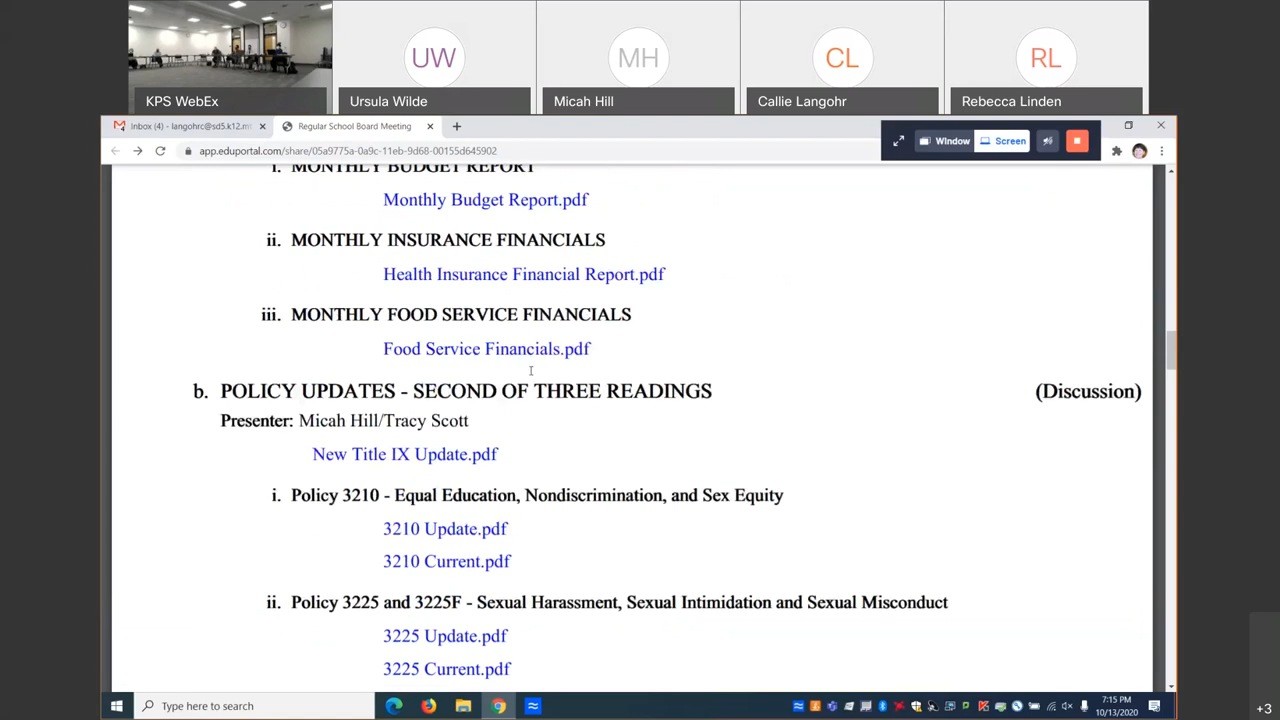 UW
MH
CL
RL
KPS WebEx
Ursula Wilde
Micah Hill
Callie Langohr
Rebecca Linden
Inbox (4) - langohrc@sd5.k12.m
Regular School Board Meeting
Window
Screen
app.eduportal.com/share/05a9775a-0a9c-11eb-9d68-00155d645902
i. MONTHLY BUDGET REPORT
Monthly Budget Report.pdf
ii. MONTHLY INSURANCE FINANCIALS
Health Insurance Financial Report.pdf
iii. MONTHLY FOOD SERVICE FINANCIALS
Food Service Financials.pdf
b. POLICY UPDATES - SECOND OF THREE READINGS (Discussion)
Presenter: Micah Hill/Tracy Scott
New Title IX Update.pdf
i. Policy 3210 - Equal Education, Nondiscrimination, and Sex Equity
3210 Update.pdf
3210 Current.pdf
ii. Policy 3225 and 3225F - Sexual Harassment, Sexual Intimidation and Sexual Misconduct
3225 Update.pdf
3225 Current.pdf
Type here to search
7:15 PM
10/13/2020
+3